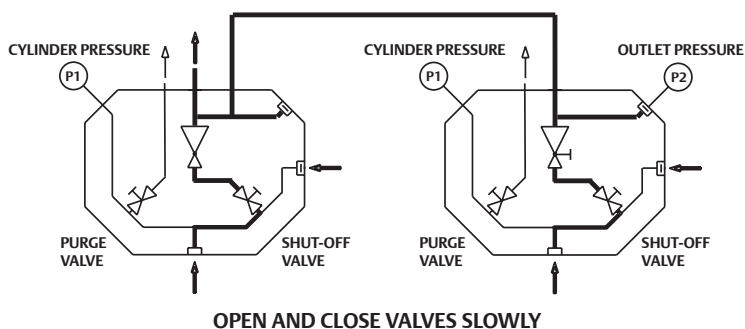 CYLINDER PRESSURE
P1
PURGE
VALVE
SHUT-OFF
VALVE
CYLINDER PRESSURE
P1
OUTLET PRESSURE
P2
PURGE
VALVE
SHUT-OFF
VALVE
OPEN AND CLOSE VALVES SLOWLY